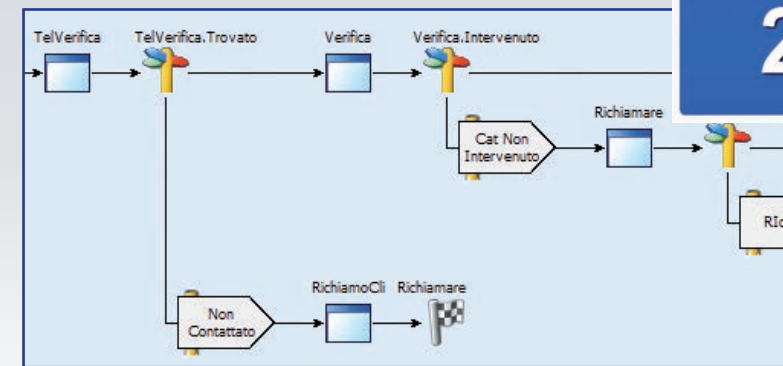 TelVerifica
TelVerifica.Trovato
Verifica
Verifica.Intervenuto
Richiamare
Cat Non
Intervenuto
RichiamoCli
Richiamare
Non
Contattato